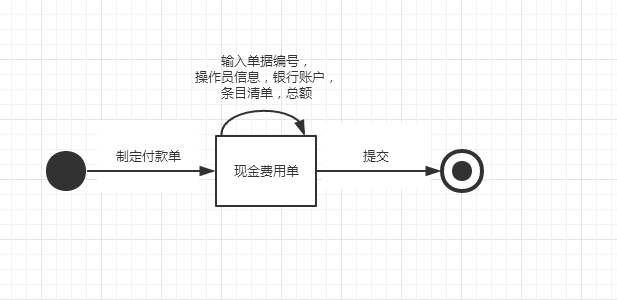 输入单据编号，
操作员信息，银行账户，
条目清单，总额
制定付款单
现金费用单
提交